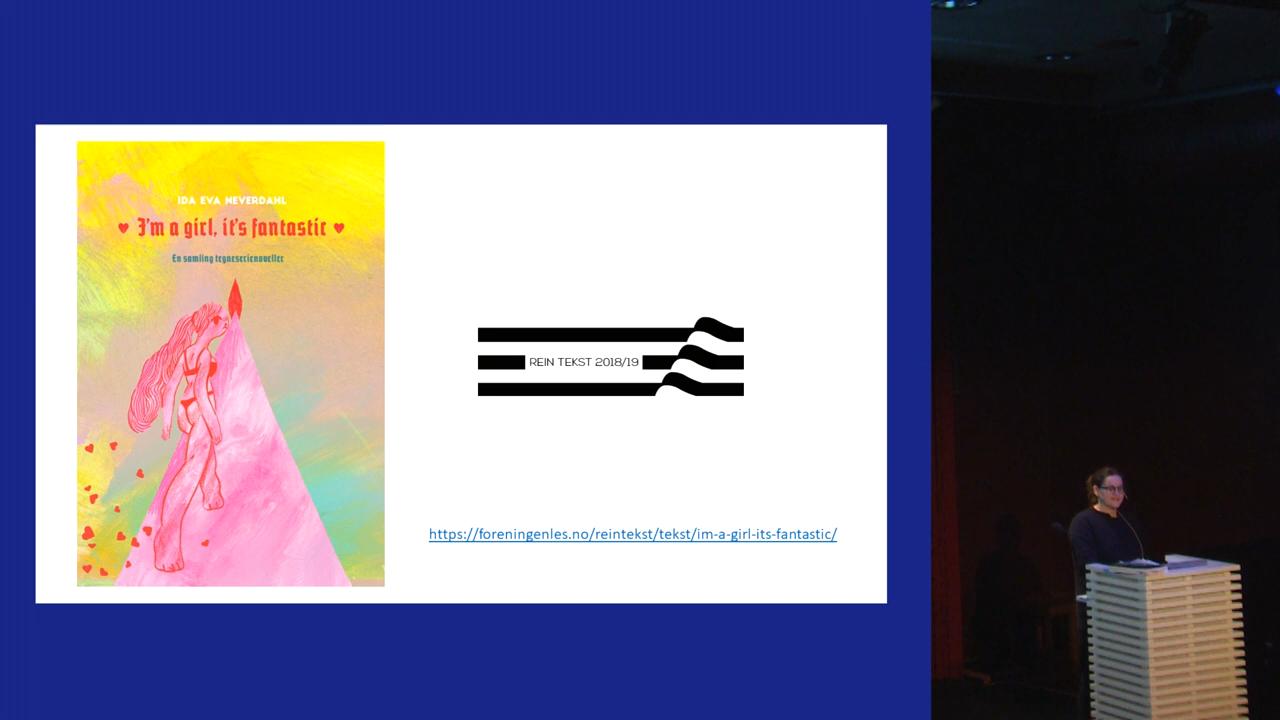 IDA EVA NEVERDAHL
I'm a girl, it's fantastic
En samling tegneserienoveller
REIN TEKST 2018/19
https://foreningenles.no/reintekst/tekst/im-a-girl-its-fantastic/